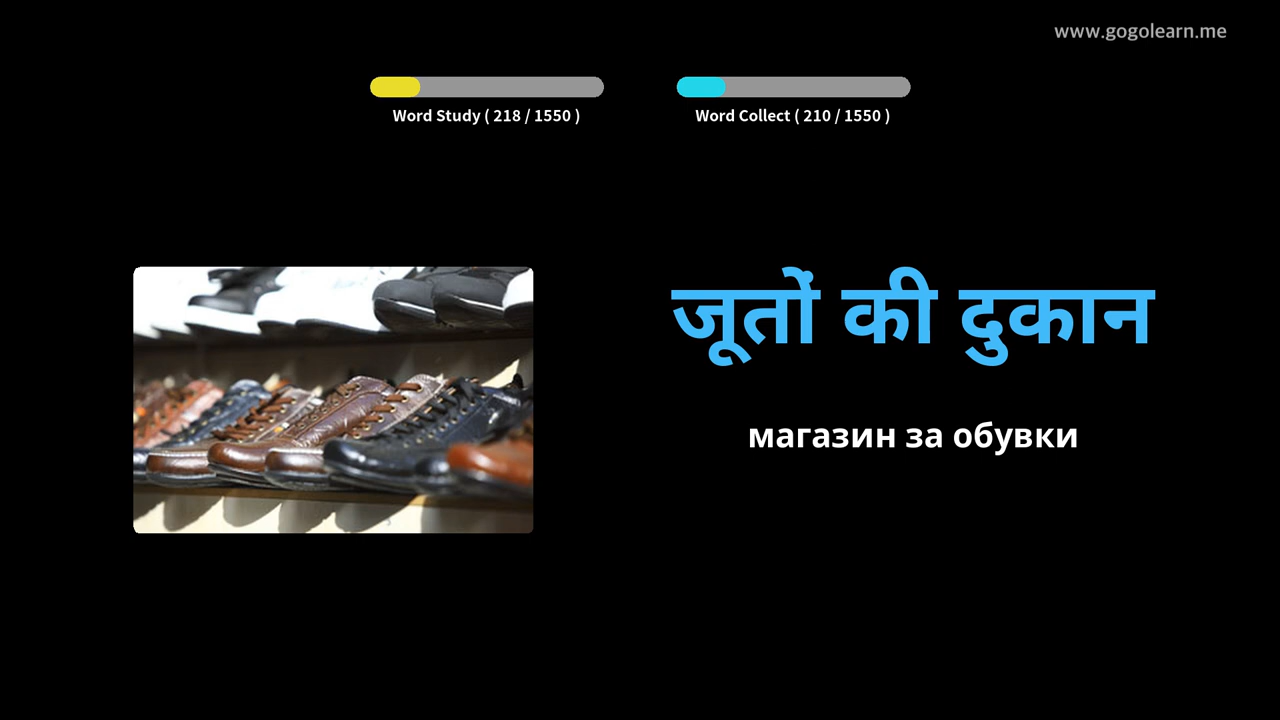 www.gogolearn.me
Word Study ( 218 / 1550 )
Word Collect ( 210 / 1550 )
जूतों की दुकान
магазин за обувки